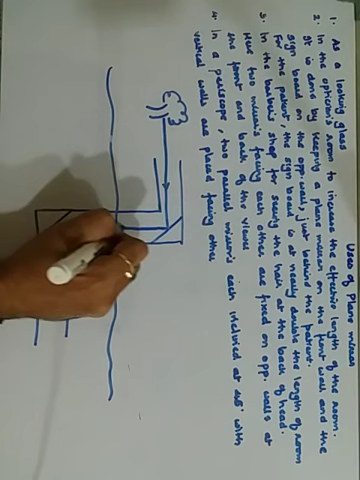 Uses of Plane mirrors
1. As a looking glass
2. In the opticians room to increase the effective length of the room.
It is done by keeping a plane mirror on the front wall and the
sign board on the opp. wall, just behind the patient.
For the patient, the sign board is at nearly double the length of room
3. In the barbers shop for seeing the hair at the back of head.
Here two mirrors facing each other are fixed on opp. walls at
the front and back of the viewer
4. In a periscope, two parallel mirrors each inclined at 45° with
vertical walls are placed facing other